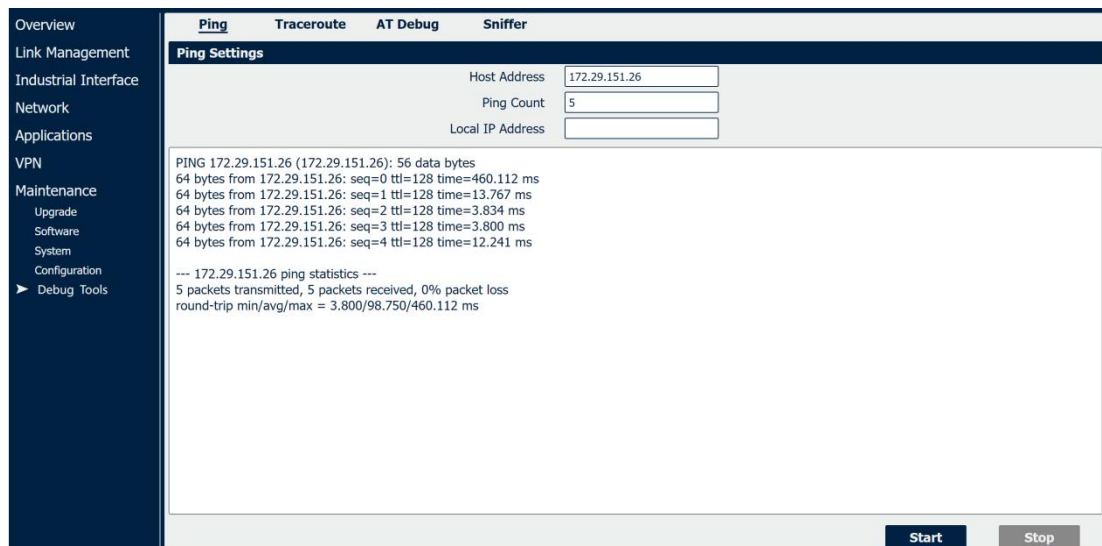 Overview
Link Management
Industrial Interface
Network
Applications
VPN
Maintenance
Upgrade
Software
System
Configuration
➤ Debug Tools
Ping Traceroute AT Debug Sniffer
Ping Settings
Host Address 172.29.151.26
Ping Count 5
Local IP Address
PING 172.29.151.26 (172.29.151.26): 56 data bytes
64 bytes from 172.29.151.26: seq=0 ttl=128 time=460.112 ms
64 bytes from 172.29.151.26: seq=1 ttl=128 time=13.767 ms
64 bytes from 172.29.151.26: seq=2 ttl=128 time=3.834 ms
64 bytes from 172.29.151.26: seq=3 ttl=128 time=3.800 ms
64 bytes from 172.29.151.26: seq=4 ttl=128 time=12.241 ms
--- 172.29.151.26 ping statistics ---
5 packets transmitted, 5 packets received, 0% packet loss
round-trip min/avg/max = 3.800/98.750/460.112 ms
Start Stop